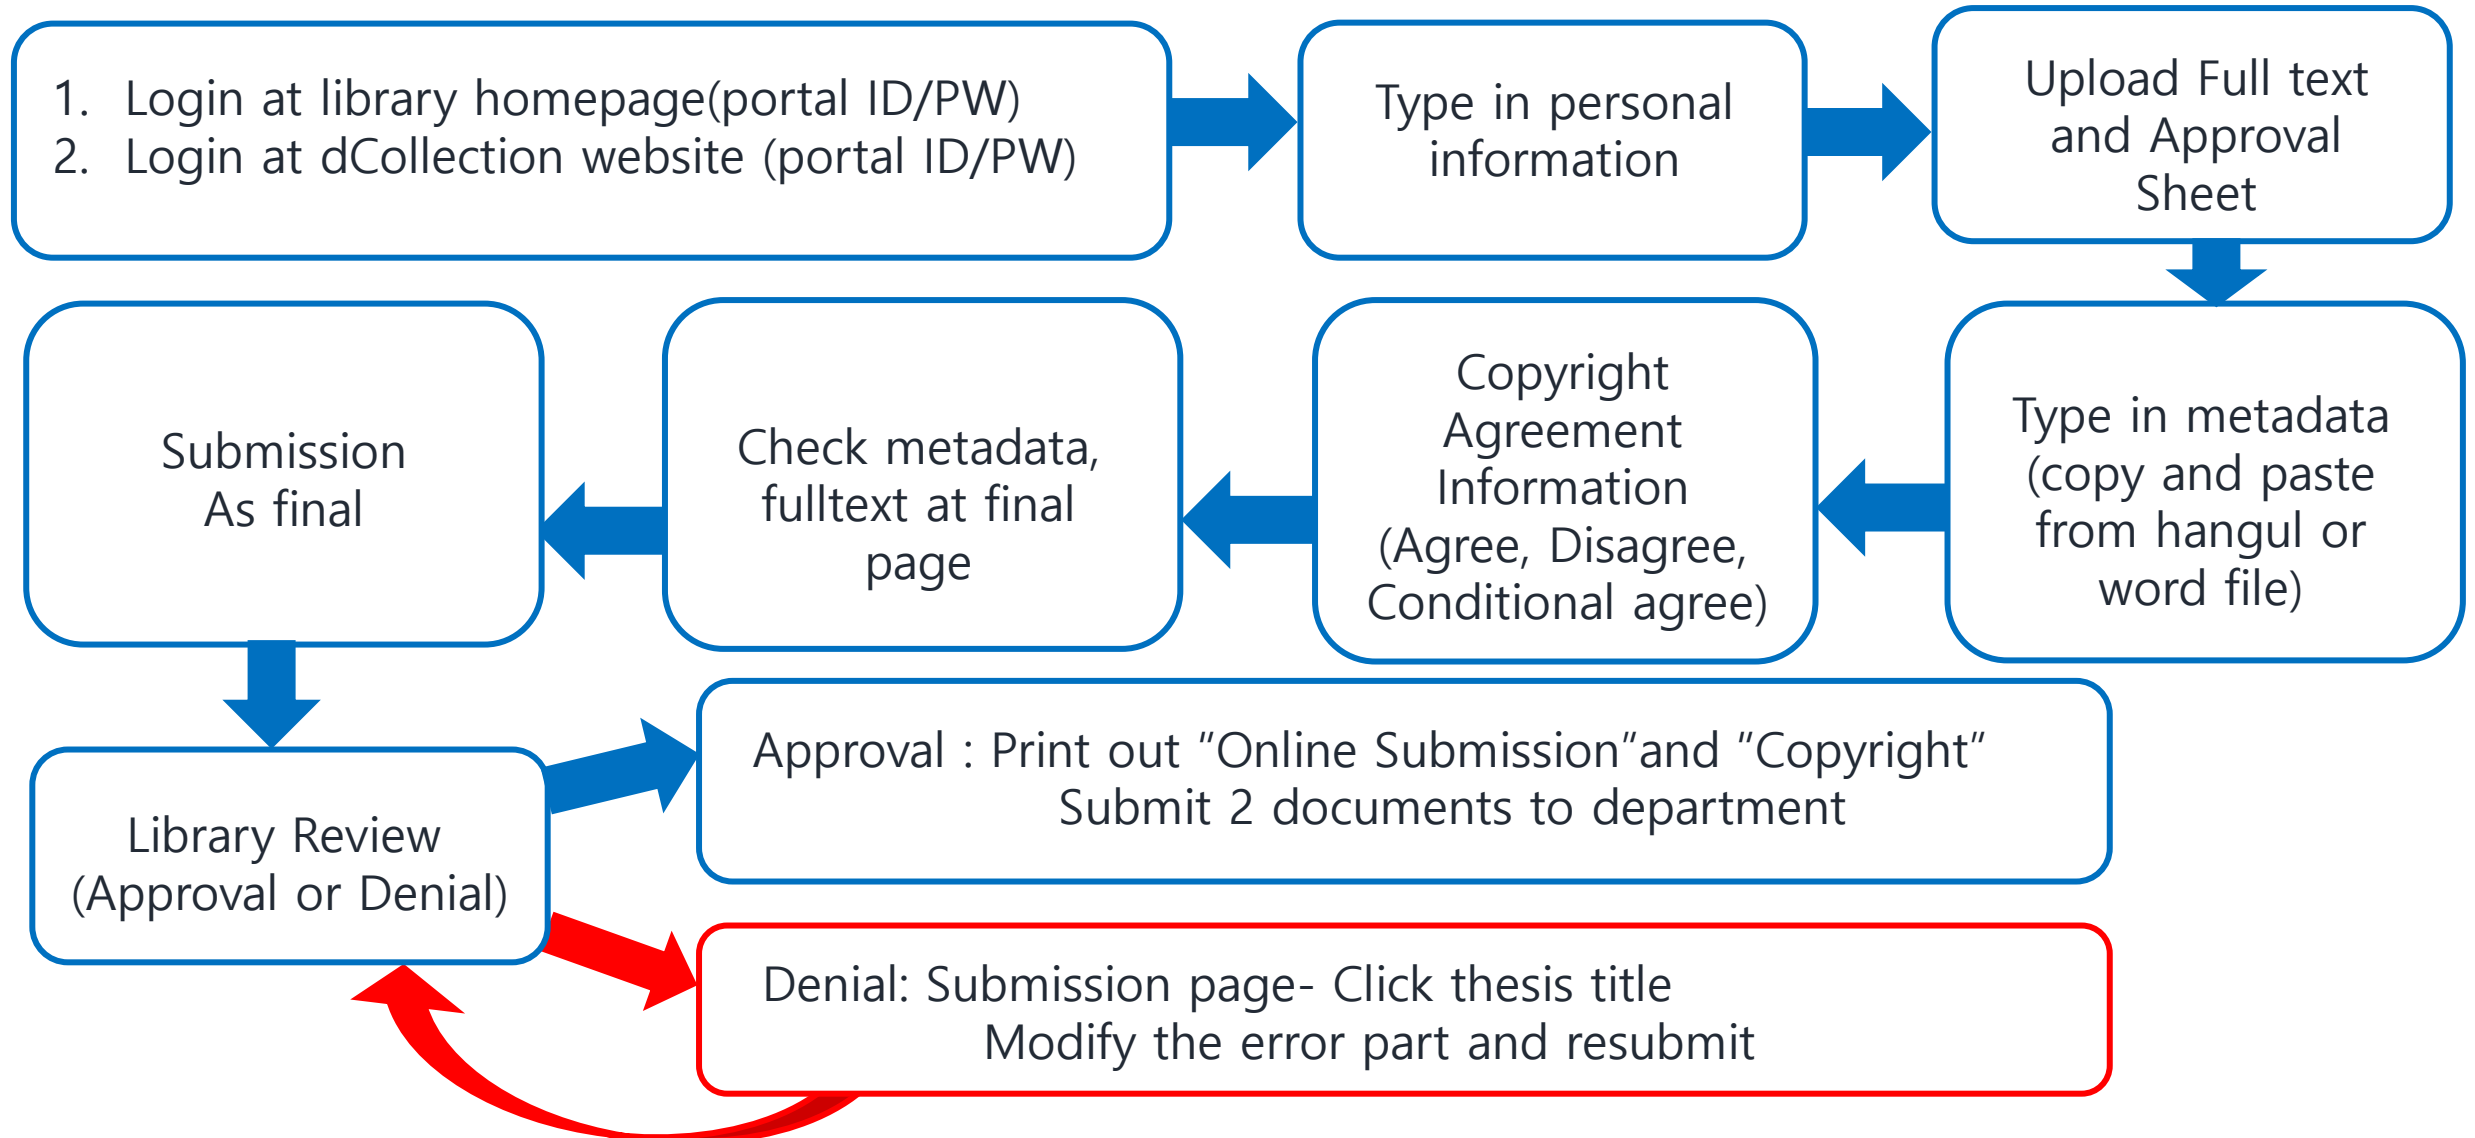 1. Login at library homepage(portal ID/PW)
2. Login at dCollection website (portal ID/PW)
Type in personal
information
Upload Full text
and Approval
Sheet
Type in metadata
(copy and paste
from hangul or
word file)
Copyright
Agreement
Information
(Agree, Disagree,
Conditional agree)
Check metadata,
fulltext at final
page
Submission
As final
Library Review
(Approval or Denial)
Approval : Print out "Online Submission"and "Copyright"
Submit 2 documents to department
Denial: Submission page- Click thesis title
Modify the error part and resubmit